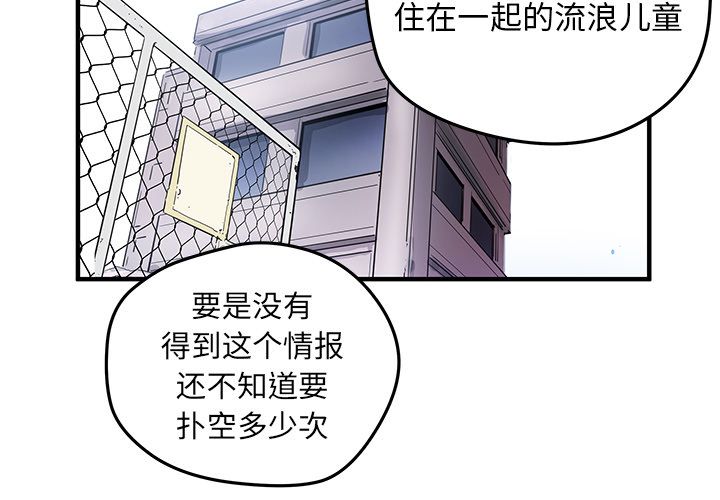 住在一起的流浪儿童
要是没有
得到这个情报
还不知道要
扑空多少次